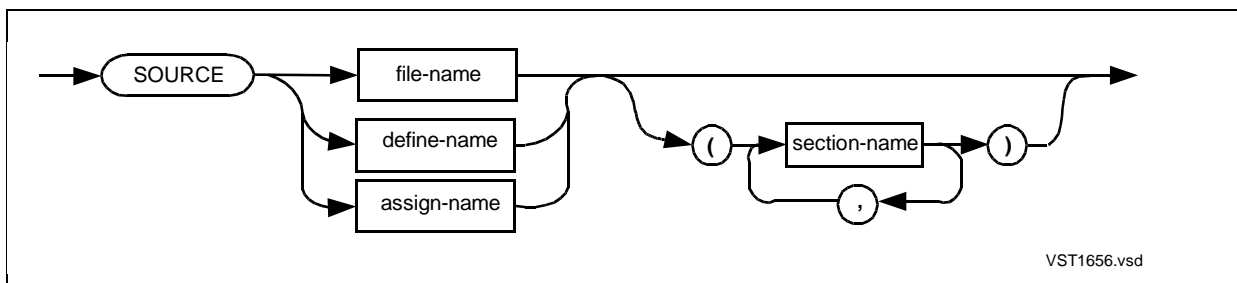 SOURCE
file-name
define-name
assign-name
(
section-name
)
,
VST1656.vsd